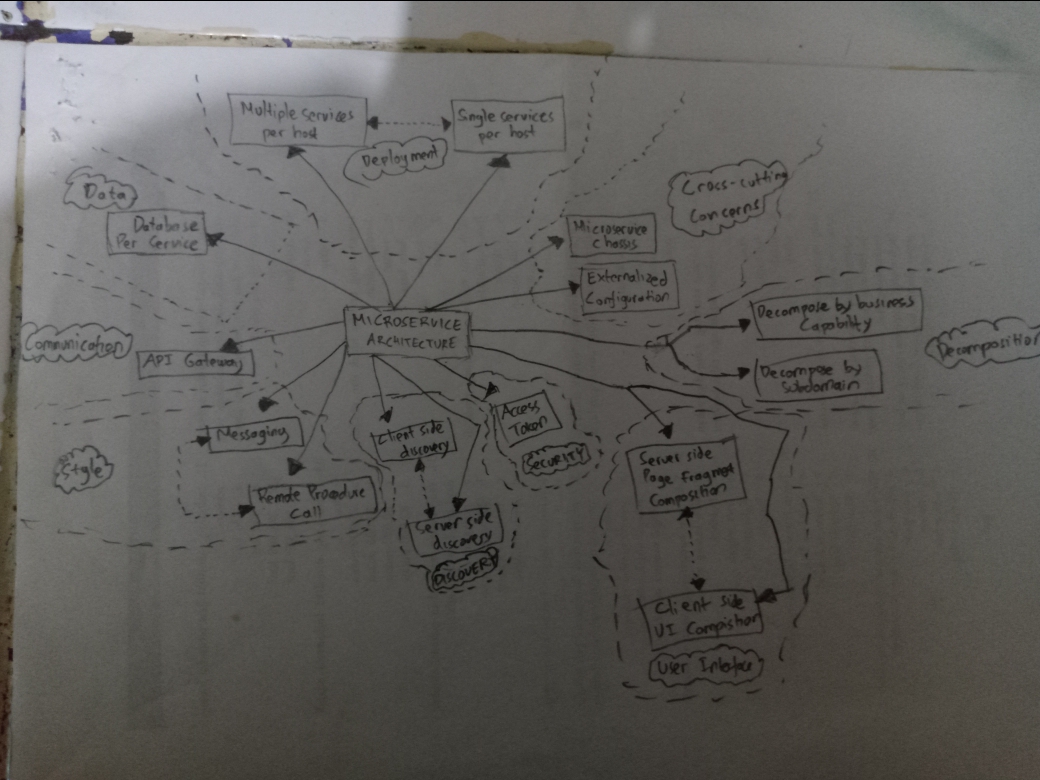 Multiple services
per host
Single services
per host
Deployment
Data
Database
Per Service
Cross-cutting
Concerns
Microservice
Chassis
Externalized
Configuration
MICROSERVICE
ARCHITECTURE
Communication
API Gateway
Decompose by business
Capability
Decomposition
Decompose by
Subdomain
Messaging
Style
Remote Procedure
Call
Client side
discovery
Access
Token
SECURITY
Server side
discovery
DISCOVERY
Server side
Page Fragment
Composition
Client side
UI Compistion
User Interface